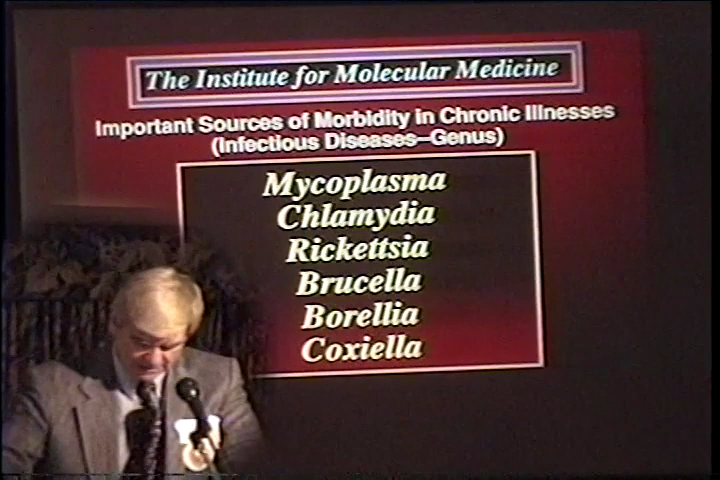 The Institute for Molecular Medicine
Important Sources of Morbidity in Chronic Illnesses
(Infectious Diseases–Genus)
Mycoplasma
Chlamydia
Rickettsia
Brucella
Borellia
Coxiella